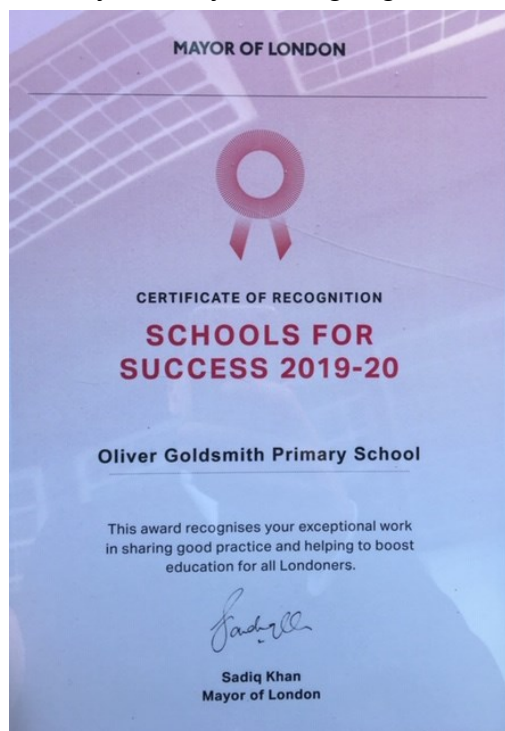 MAYOR OF LONDON
CERTIFICATE OF RECOGNITION
SCHOOLS FOR
SUCCESS 2019-20
Oliver Goldsmith Primary School
This award recognises your exceptional work
in sharing good practice and helping to boost
education for all Londoners.
Sadiq Khan
Mayor of London